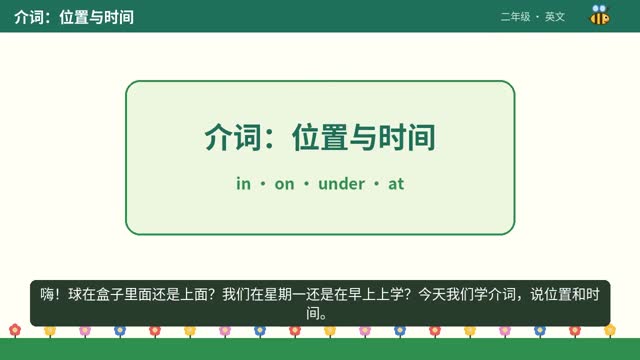 介词：位置与时间
二年级 • 英文
介词：位置与时间
in • on • under • at
嗨！球在盒子里面还是上面？我们在星期一还是在早上上学？今天我们学介词，说位置和时
间。